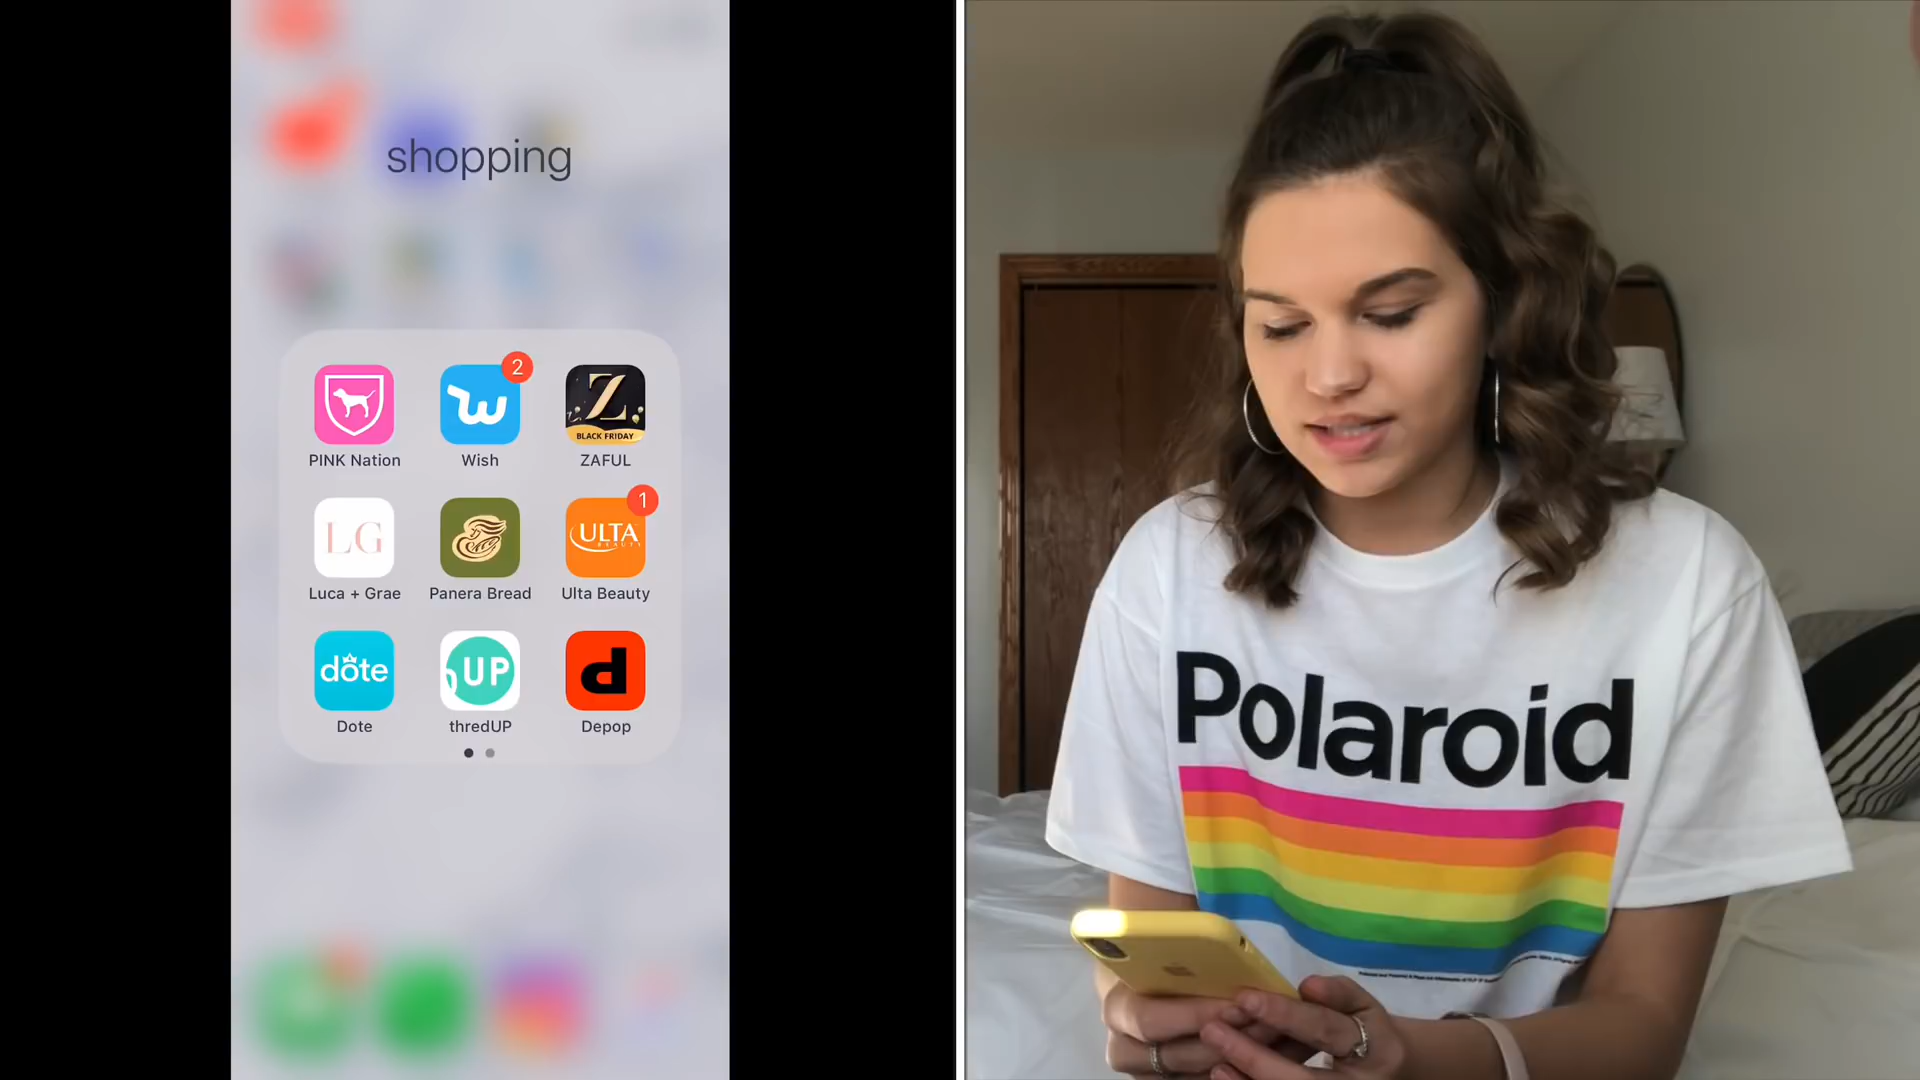 shopping
2
Z
BLACK FRIDAY
PINK Nation
Wish
ZAFUL
1
LG
ULTA
BEAUTY
Luca + Grae
Panera Bread
Ulta Beauty
dote
UP
d
Dote
thredUP
Depop
Polaroid